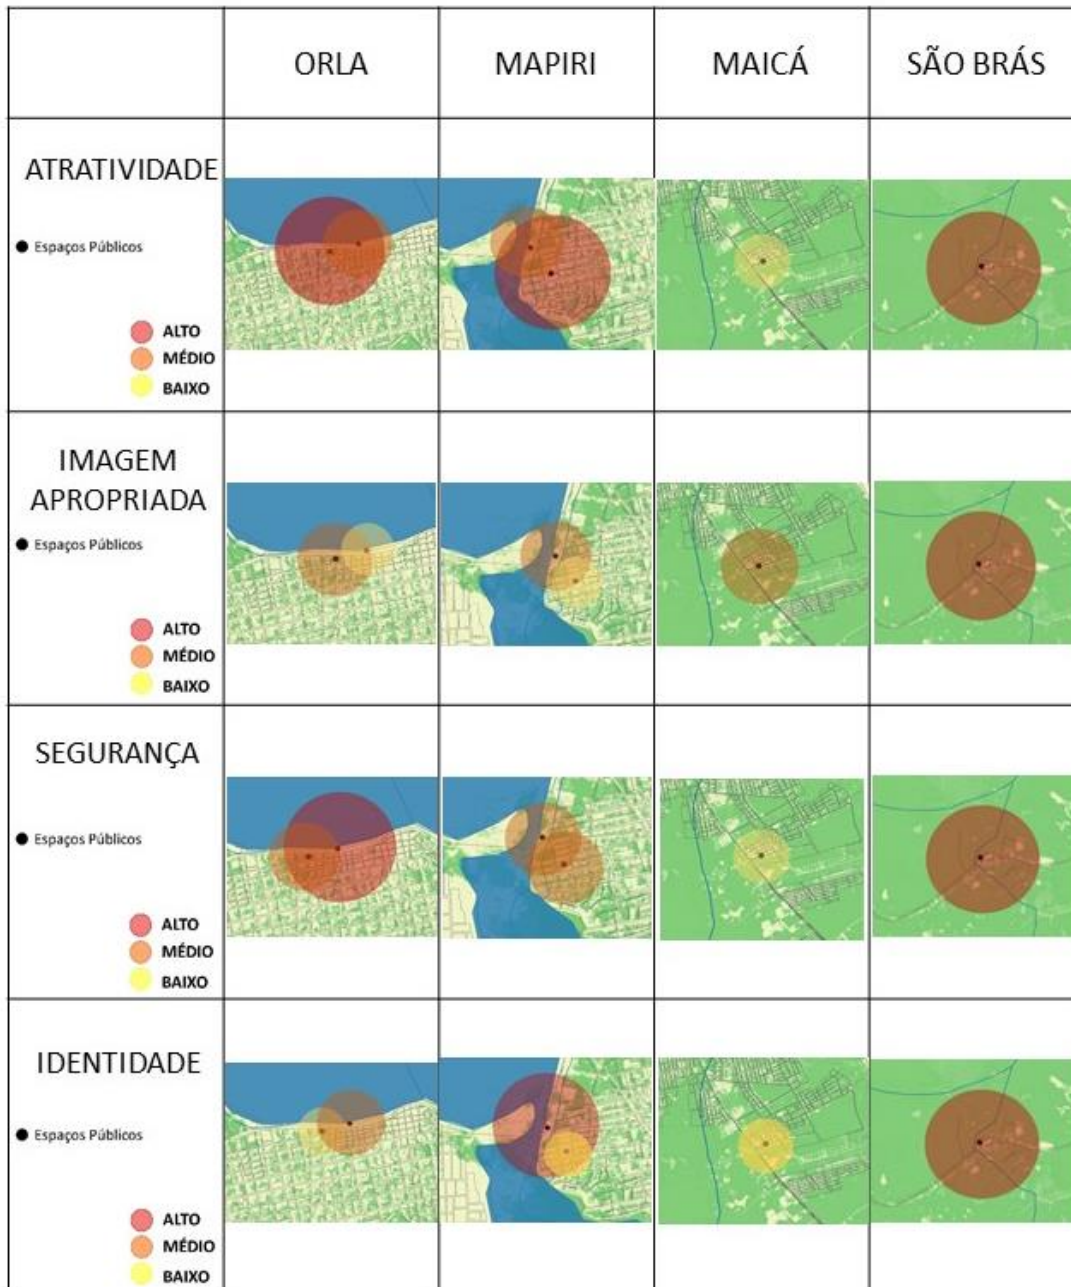 ORLA
MAPIRI
MAICÁ
SÃO BRÁS
ATRATIVIDADE
Espaços Públicos
ALTO
MÉDIO
BAIXO
IMAGEM
APROPRIADA
Espaços Públicos
ALTO
MÉDIO
BAIXO
SEGURANÇA
Espaços Públicos
ALTO
MÉDIO
BAIXO
IDENTIDADE
Espaços Públicos
ALTO
MÉDIO
BAIXO